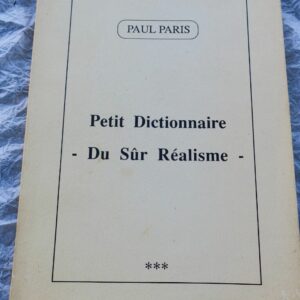 PAUL PARIS
Petit Dictionnaire
- Du Sûr Réalisme -
***